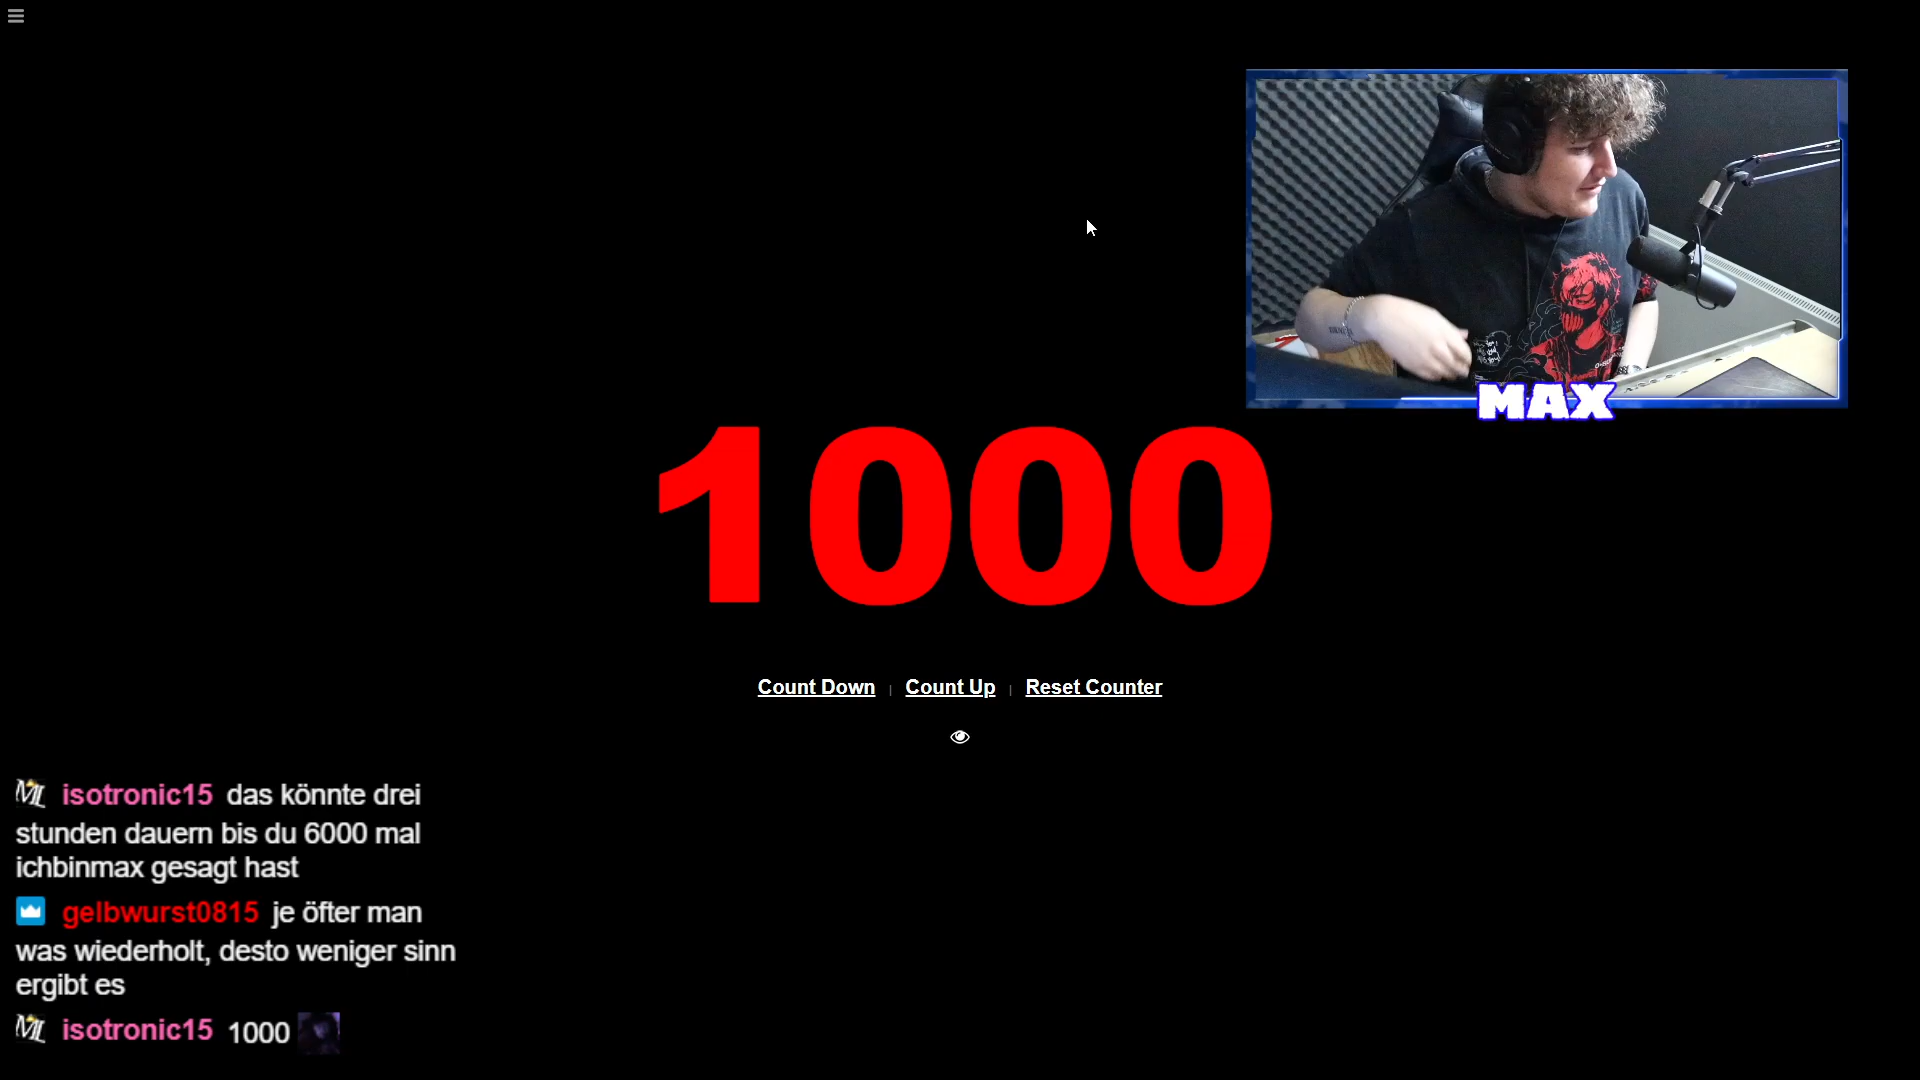 MAX
1000
Count Down | Count Up | Reset Counter
isotronic15 das könnte drei
stunden dauern bis du 6000 mal
ichbinmax gesagt hast
gelbwurst0815 je öfter man
was wiederholt, desto weniger sinn
ergibt es
isotronic15 1000